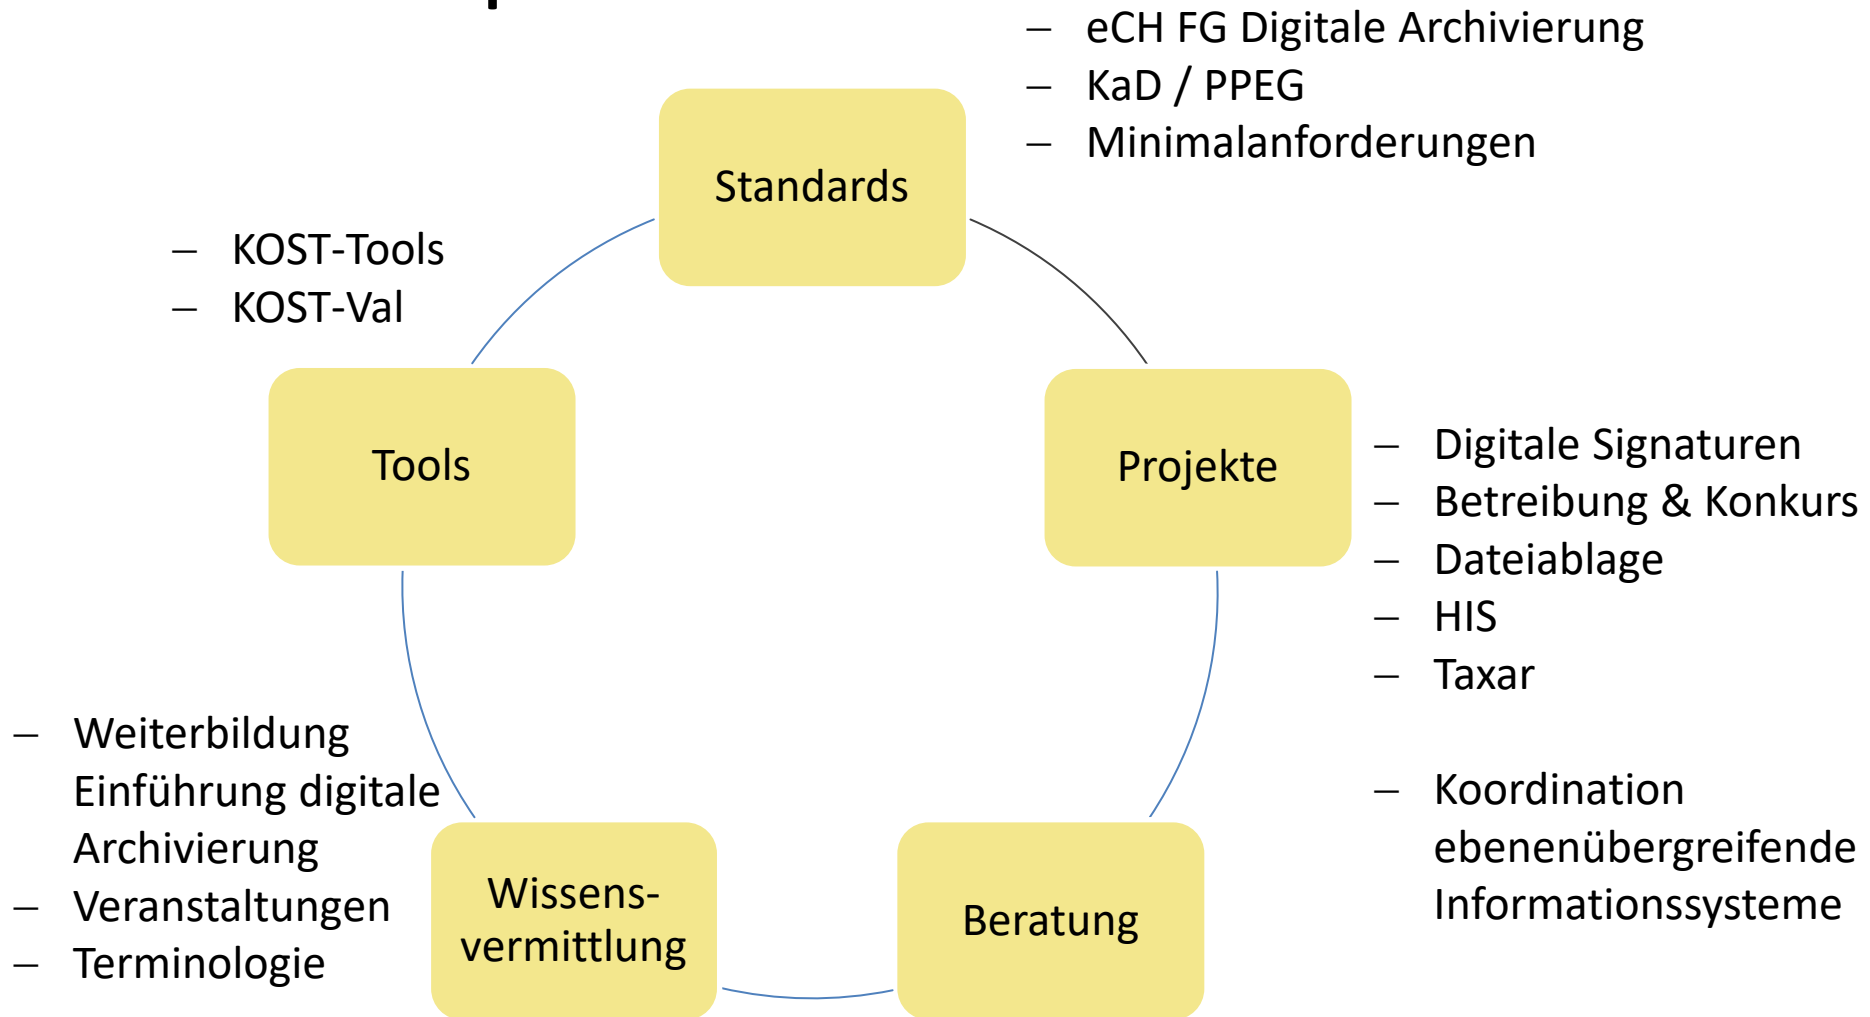 – eCH FG Digitale Archivierung
– KaD / PPEG
– Minimalanforderungen
Standards
– KOST-Tools
– KOST-Val
Tools
Projekte
– Digitale Signaturen
– Betreibung & Konkurs
– Dateiablage
– HIS
– Taxar
– Koordination
ebenenübergreifende
Informationssysteme
Beratung
Wissens-
vermittlung
– Weiterbildung
Einführung digitale
Archivierung
– Veranstaltungen
– Terminologie